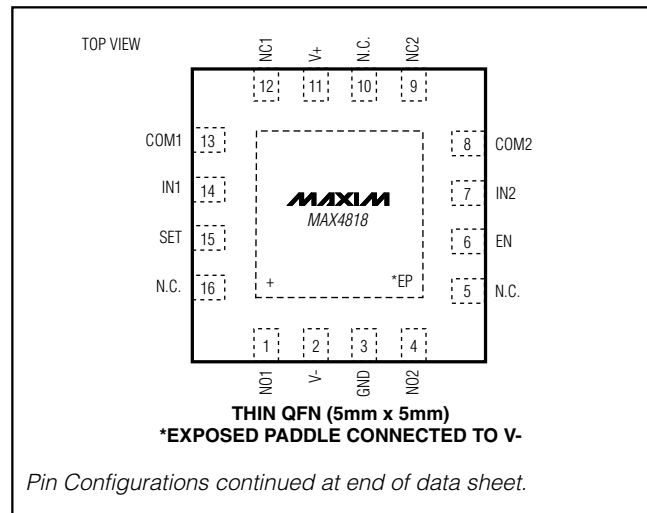 TOP VIEW
NC1 V+ N.C. NC2
12 11 10 9
COM1 13 8 COM2
IN1 14 7 IN2
MAXIM
MAX4818
SET 15 6 EN
N.C. 16 5 N.C.
+ *EP
1 2 3 4
NO1 V- GND NO2
THIN QFN (5mm x 5mm)
*EXPOSED PADDLE CONNECTED TO V-
Pin Configurations continued at end of data sheet.